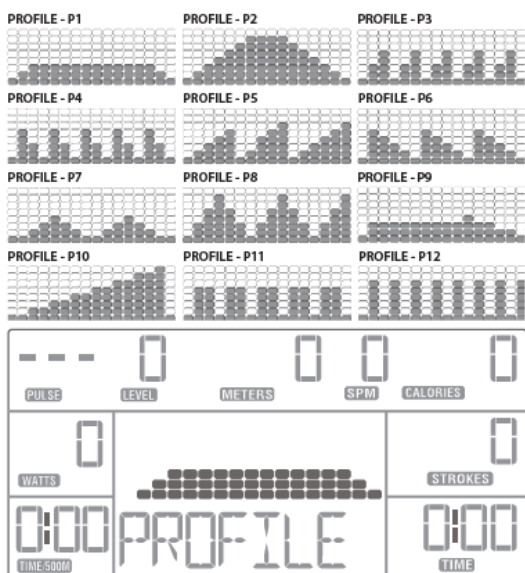 PROFILE - P1 PROFILE - P2 PROFILE - P3
PROFILE - P4 PROFILE - P5 PROFILE - P6
PROFILE - P7 PROFILE - P8 PROFILE - P9
PROFILE - P10 PROFILE - P11 PROFILE - P12
--- 0 0 0 0
PULSE LEVEL METERS SPM CALORIES
0 0
WATTS STROKES
0:00 PROFILE 0:00
TIME/500M TIME